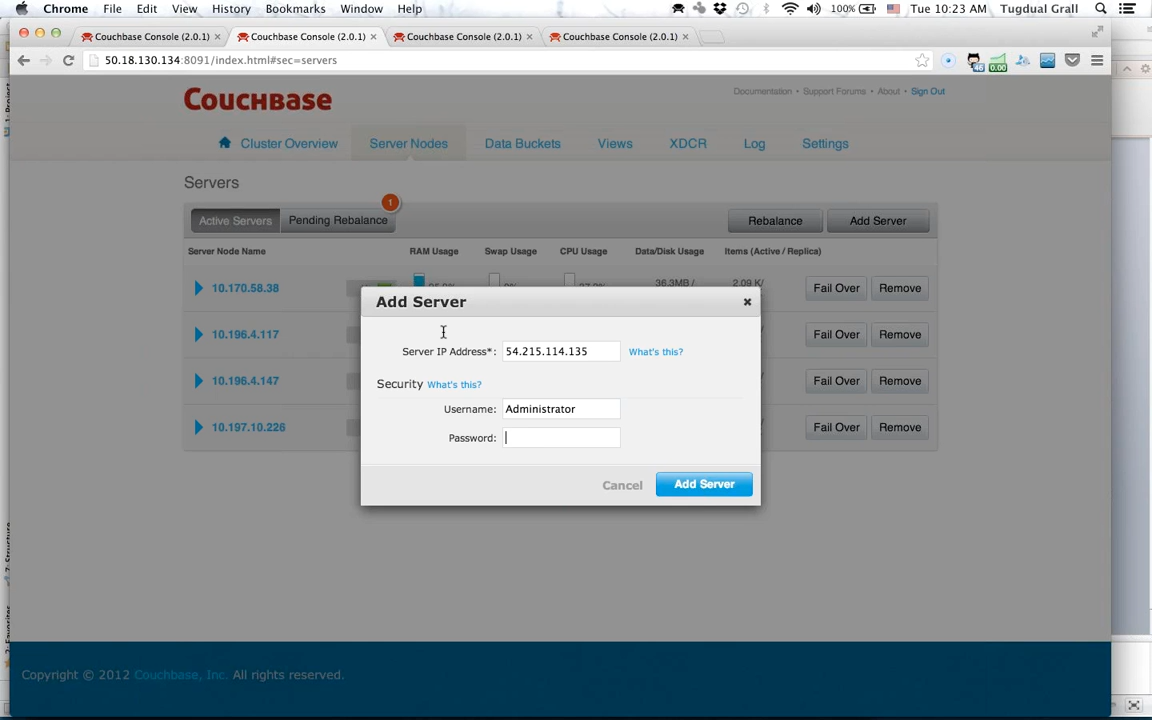 Chrome File Edit View History Bookmarks Window Help 100% Tue 10:23 AM Tugdual Grall
Couchbase Console (2.0.1) × Couchbase Console (2.0.1) × Couchbase Console (2.0.1) × Couchbase Console (2.0.1) ×
50.18.130.134:8091/index.html#sec=servers
COUCHBASE
Documentation • Support Forums • About • Sign Out
Cluster Overview Server Nodes Data Buckets Views XDCR Log Settings
Servers
1
Active Servers Pending Rebalance Rebalance Add Server
Server Node Name RAM Usage Swap Usage CPU Usage Data/Disk Usage Items (Active / Replica)
10.170.58.38 36.3MB / 2.09 K/ Fail Over Remove
Add Server ×
10.196.4.117 Fail Over Remove
Server IP Address*: 54.215.114.135 What's this?
10.196.4.147 Fail Over Remove
Security What's this?
Username: Administrator
10.197.10.226 Fail Over Remove
Password:
Cancel Add Server
Copyright © 2012 Couchbase, Inc. All rights reserved.